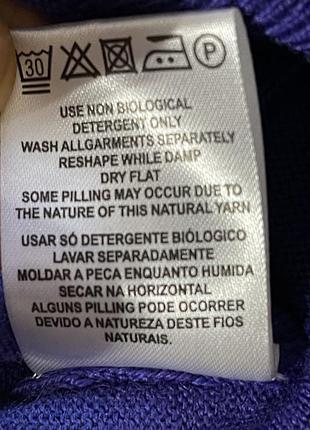 30 P
USE NON BIOLOGICAL
DETERGENT ONLY
WASH ALLGARMENTS SEPARATELY
RESHAPE WHILE DAMP
DRY FLAT
SOME PILLING MAY OCCUR DUE TO
THE NATURE OF THIS NATURAL YARN
USAR SÓ DETERGENTE BIÓLOGICO
LAVAR SEPARADAMENTE
MOLDAR A PECA ENQUANTO HUMIDA
SECAR NA HORIZONTAL
ALGUNS PILLING PODE OCORRER
DEVIDO A NATUREZA DESTE FIOS
NATURAIS.